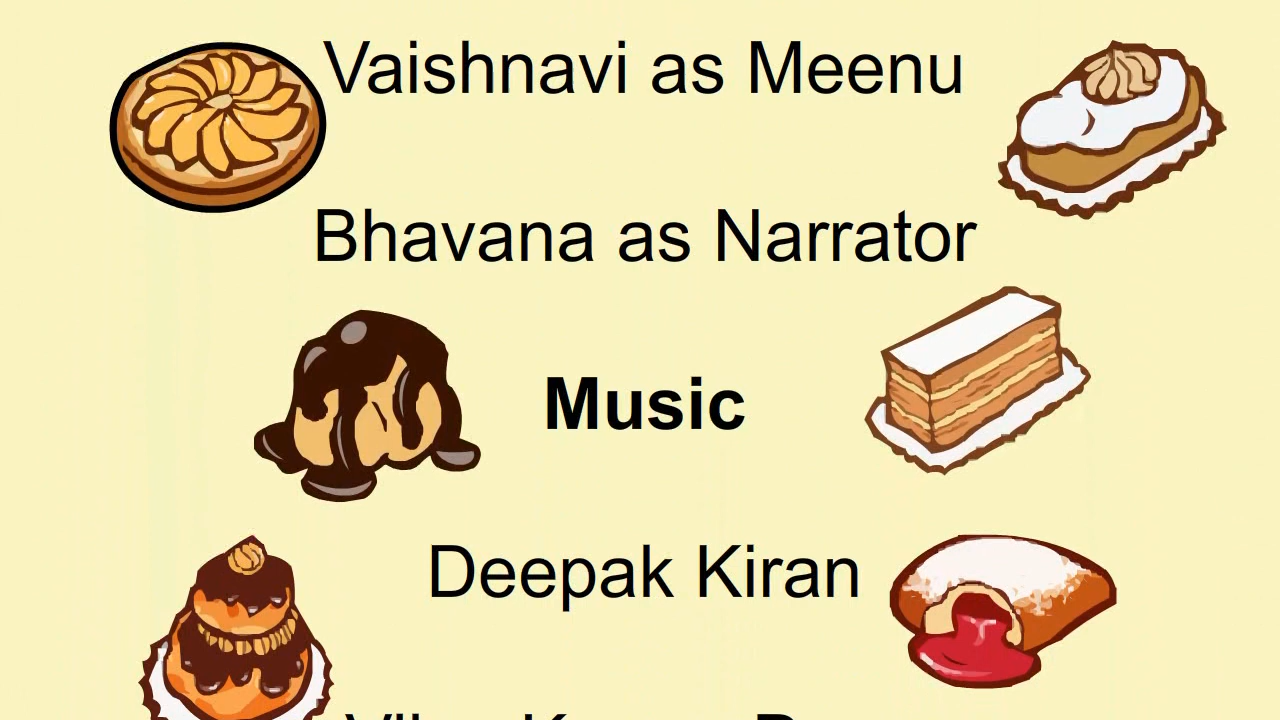 Vaishnavi as Meenu
Bhavana as Narrator
Music
Deepak Kiran